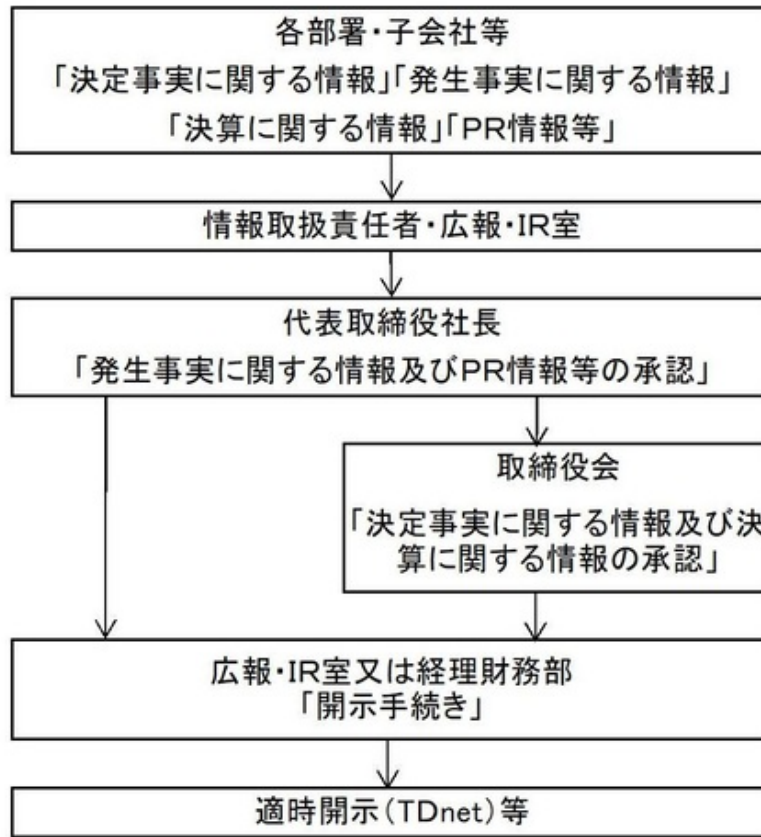 各部署・子会社等
「決定事実に関する情報」「発生事実に関する情報」
「決算に関する情報」「PR情報等」
情報取扱責任者・広報・IR室
代表取締役社長
「発生事実に関する情報及びPR情報等の承認」
取締役会
「決定事実に関する情報及び決
算に関する情報の承認」
広報・IR室又は経理財務部
「開示手続き」
適時開示(TDnet)等